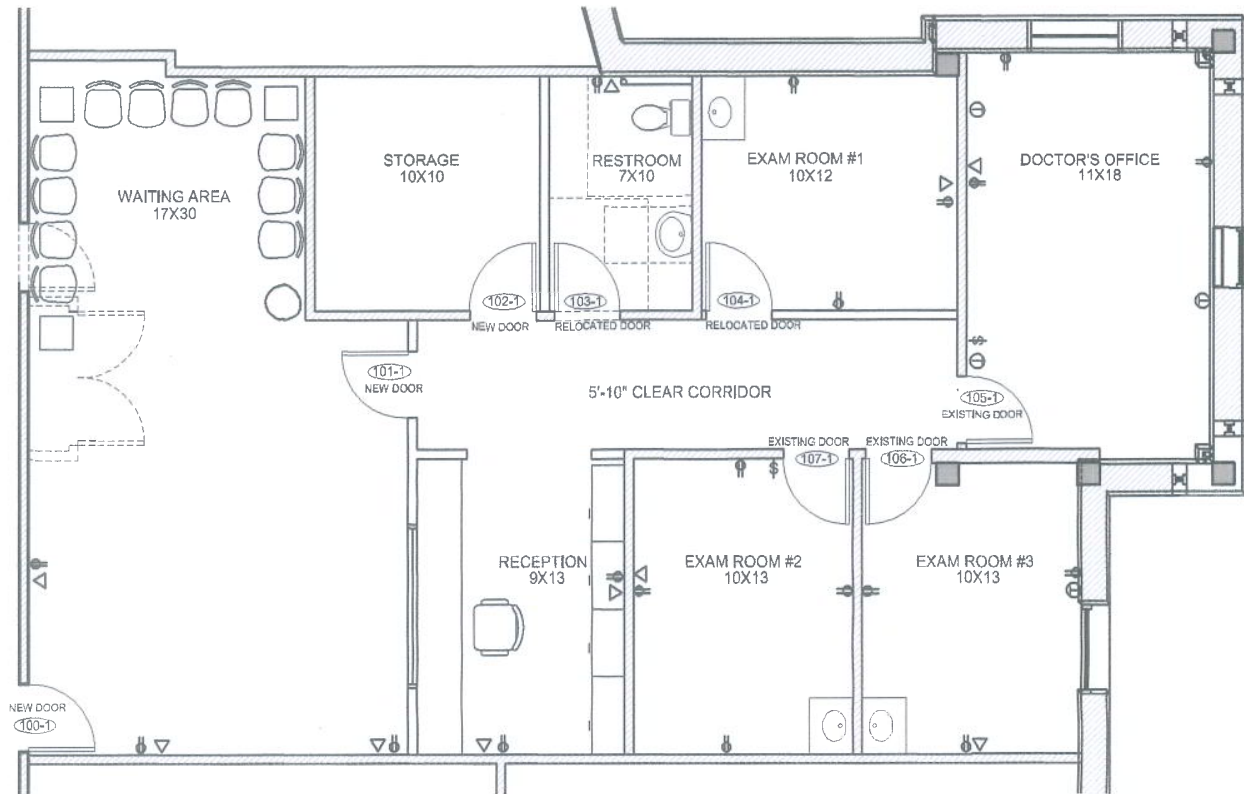 STORAGE
10X10
RESTROOM
7X10
EXAM ROOM #1
10X12
DOCTOR'S OFFICE
11X18
WAITING AREA
17X30
102-1
NEW DOOR
103-1
RELOCATED DOOR
104-1
RELOCATED DOOR
101-1
NEW DOOR
5'-10" CLEAR CORRIDOR
105-1
EXISTING DOOR
EXISTING DOOR
107-1
EXISTING DOOR
106-1
$
$
RECEPTION
9X13
EXAM ROOM #2
10X13
EXAM ROOM #3
10X13
NEW DOOR
100-1